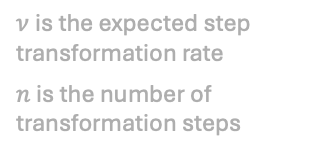 𝜈 is the expected step
transformation rate
𝑛 is the number of
transformation steps